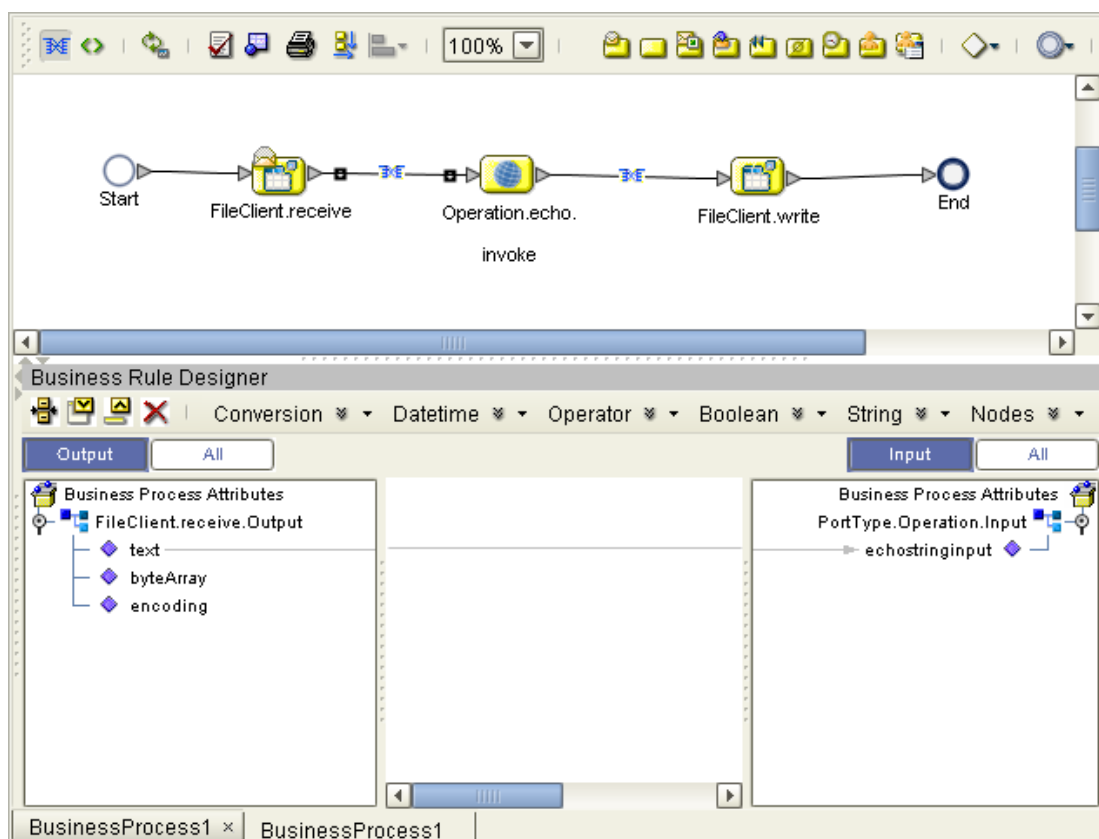 100%
Start
FileClient.receive
Operation.echo.
invoke
FileClient.write
End
Business Rule Designer
Conversion Datetime Operator Boolean String Nodes
Output All Input All
Business Process Attributes
FileClient.receive.Output
text
byteArray
encoding
Business Process Attributes
PortType.Operation.Input
echostringinput
BusinessProcess1 × BusinessProcess1